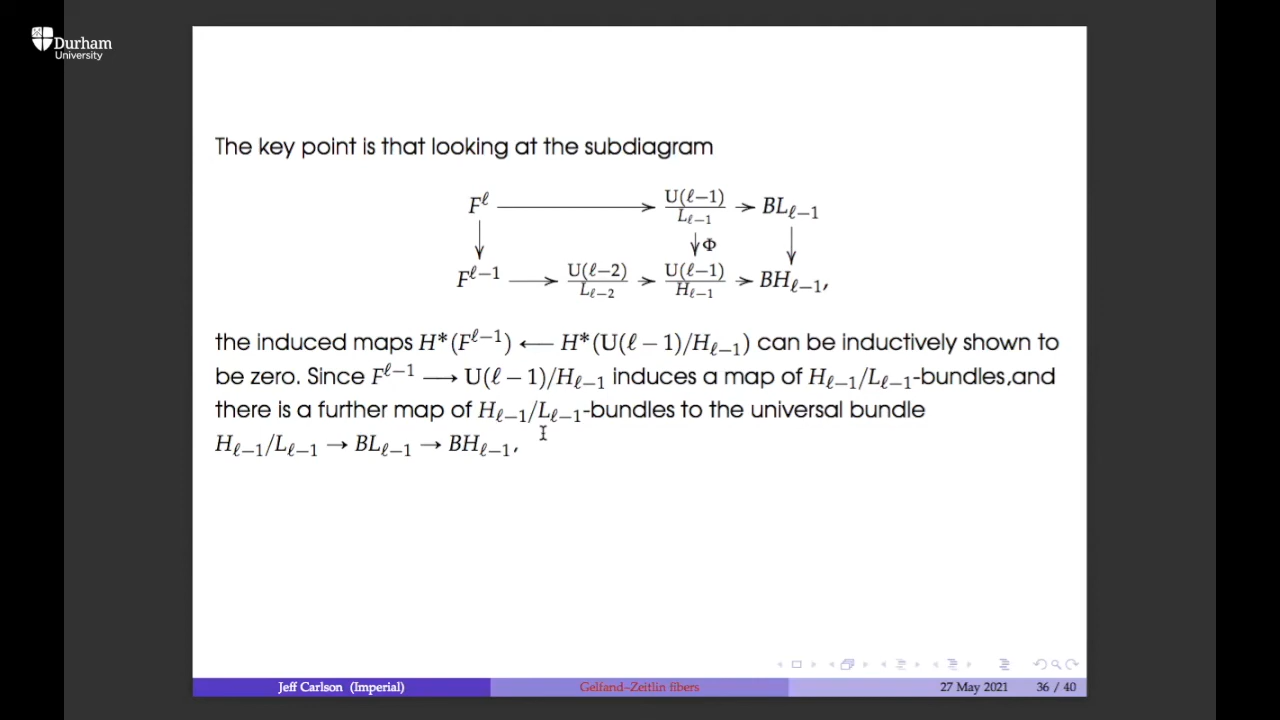 Durham
University
The key point is that looking at the subdiagram
F^ℓ → U(ℓ−1)/L_{ℓ−1} → BL_{ℓ−1}
↓ ↓Φ ↓
F^{ℓ−1} → U(ℓ−2)/L_{ℓ−2} → U(ℓ−1)/H_{ℓ−1} → BH_{ℓ−1},
the induced maps H*(F^{ℓ−1}) ⟵ H*(U(ℓ − 1)/H_{ℓ−1}) can be inductively shown to
be zero. Since F^{ℓ−1} ⟶ U(ℓ − 1)/H_{ℓ−1} induces a map of H_{ℓ−1}/L_{ℓ−1}-bundles,and
there is a further map of H_{ℓ−1}/L_{ℓ−1}-bundles to the universal bundle
H_{ℓ−1}/L_{ℓ−1} → BL_{ℓ−1} → BH_{ℓ−1},
Jeff Carlson (Imperial) Gelfand–Zeitlin fibers 27 May 2021 36 / 40